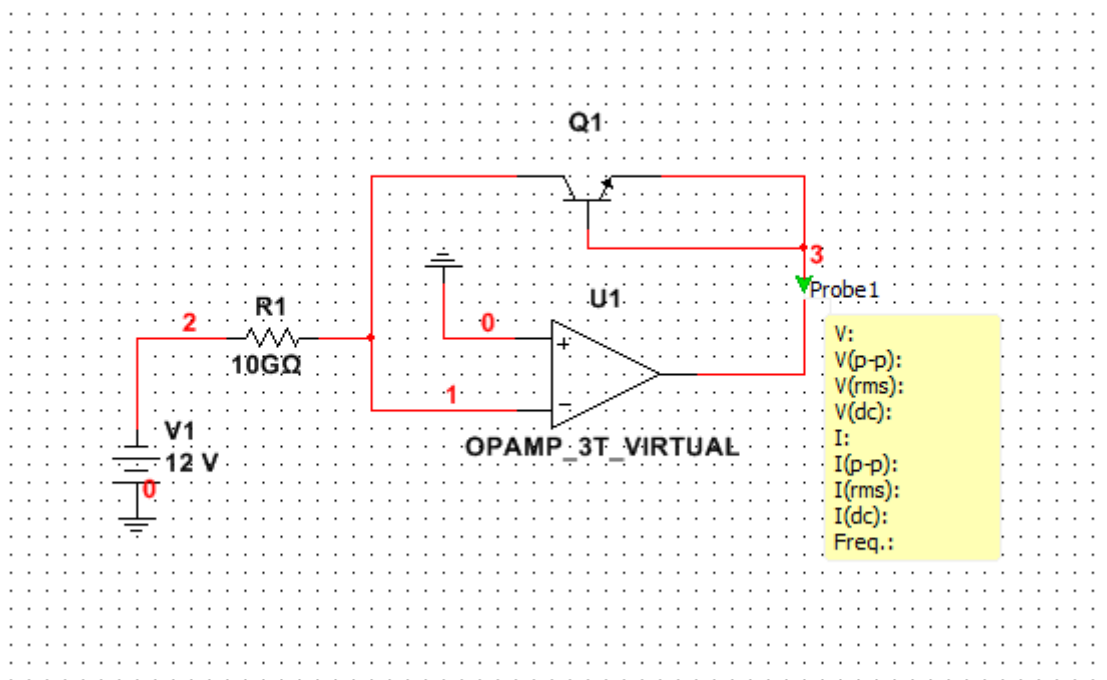 Q1
3
Probe1
U1
R1
2
0
10GΩ
+
1
−
V1
12 V
0
OPAMP_3T_VIRTUAL
V:
V(p-p):
V(rms):
V(dc):
I:
I(p-p):
I(rms):
I(dc):
Freq.: